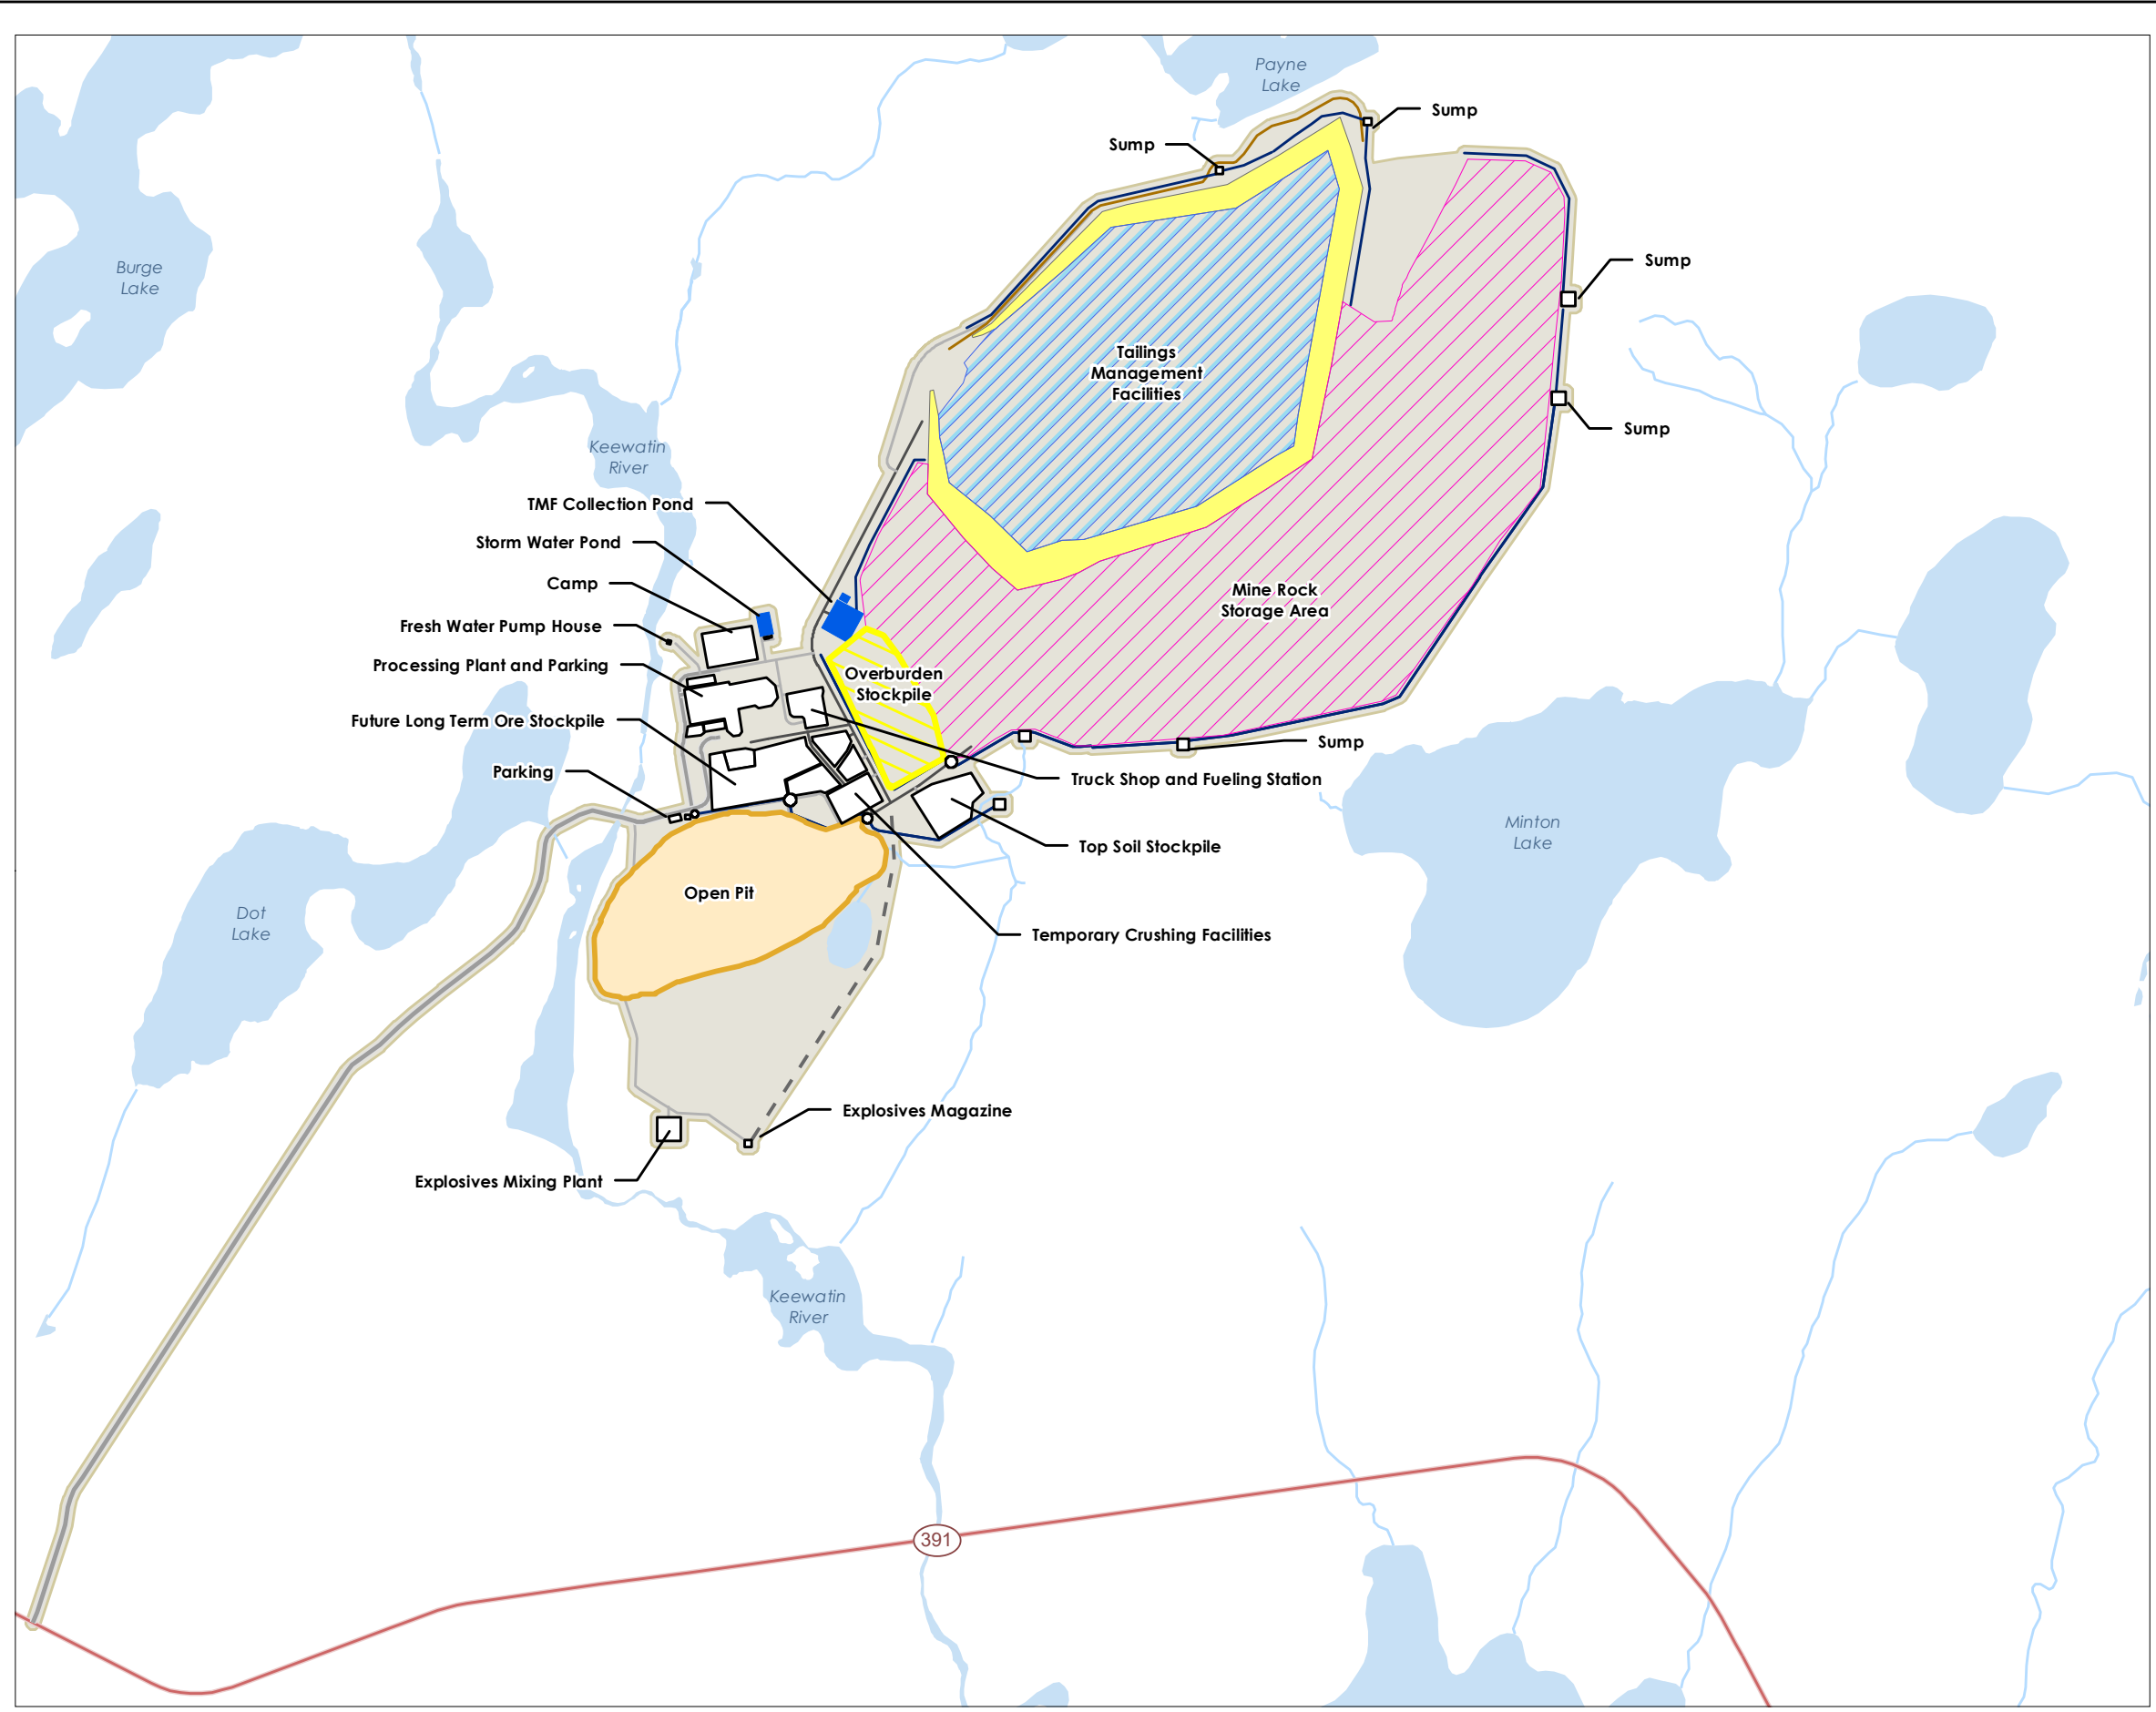 Payne
Lake
Sump
Sump
Burge
Lake
Sump
Tailings
Management
Facilities
Sump
Keewatin
River
TMF Collection Pond
Storm Water Pond
Camp
Mine Rock
Storage Area
Fresh Water Pump House
Processing Plant and Parking
Overburden
Stockpile
Future Long Term Ore Stockpile
Sump
Parking
Truck Shop and Fueling Station
Minton
Lake
Top Soil Stockpile
Open Pit
Dot
Lake
Temporary Crushing Facilities
Explosives Magazine
Explosives Mixing Plant
Keewatin
River
391